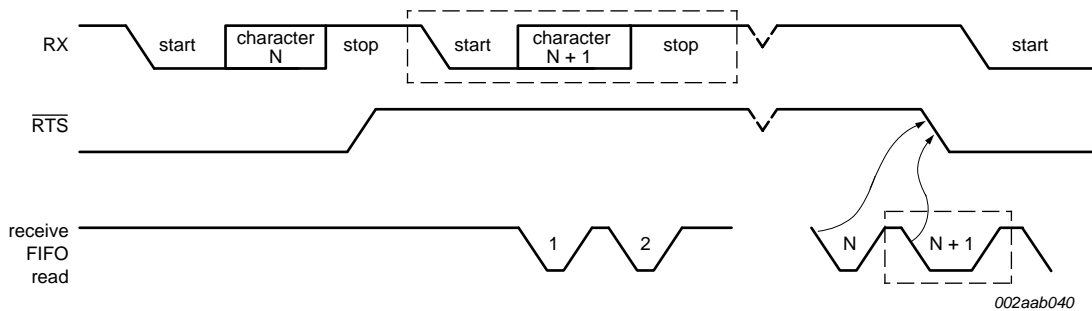 RX
start
character
N
stop
start
character
N + 1
stop
start
RTS
receive
FIFO
read
1
2
N
N + 1
002aab040